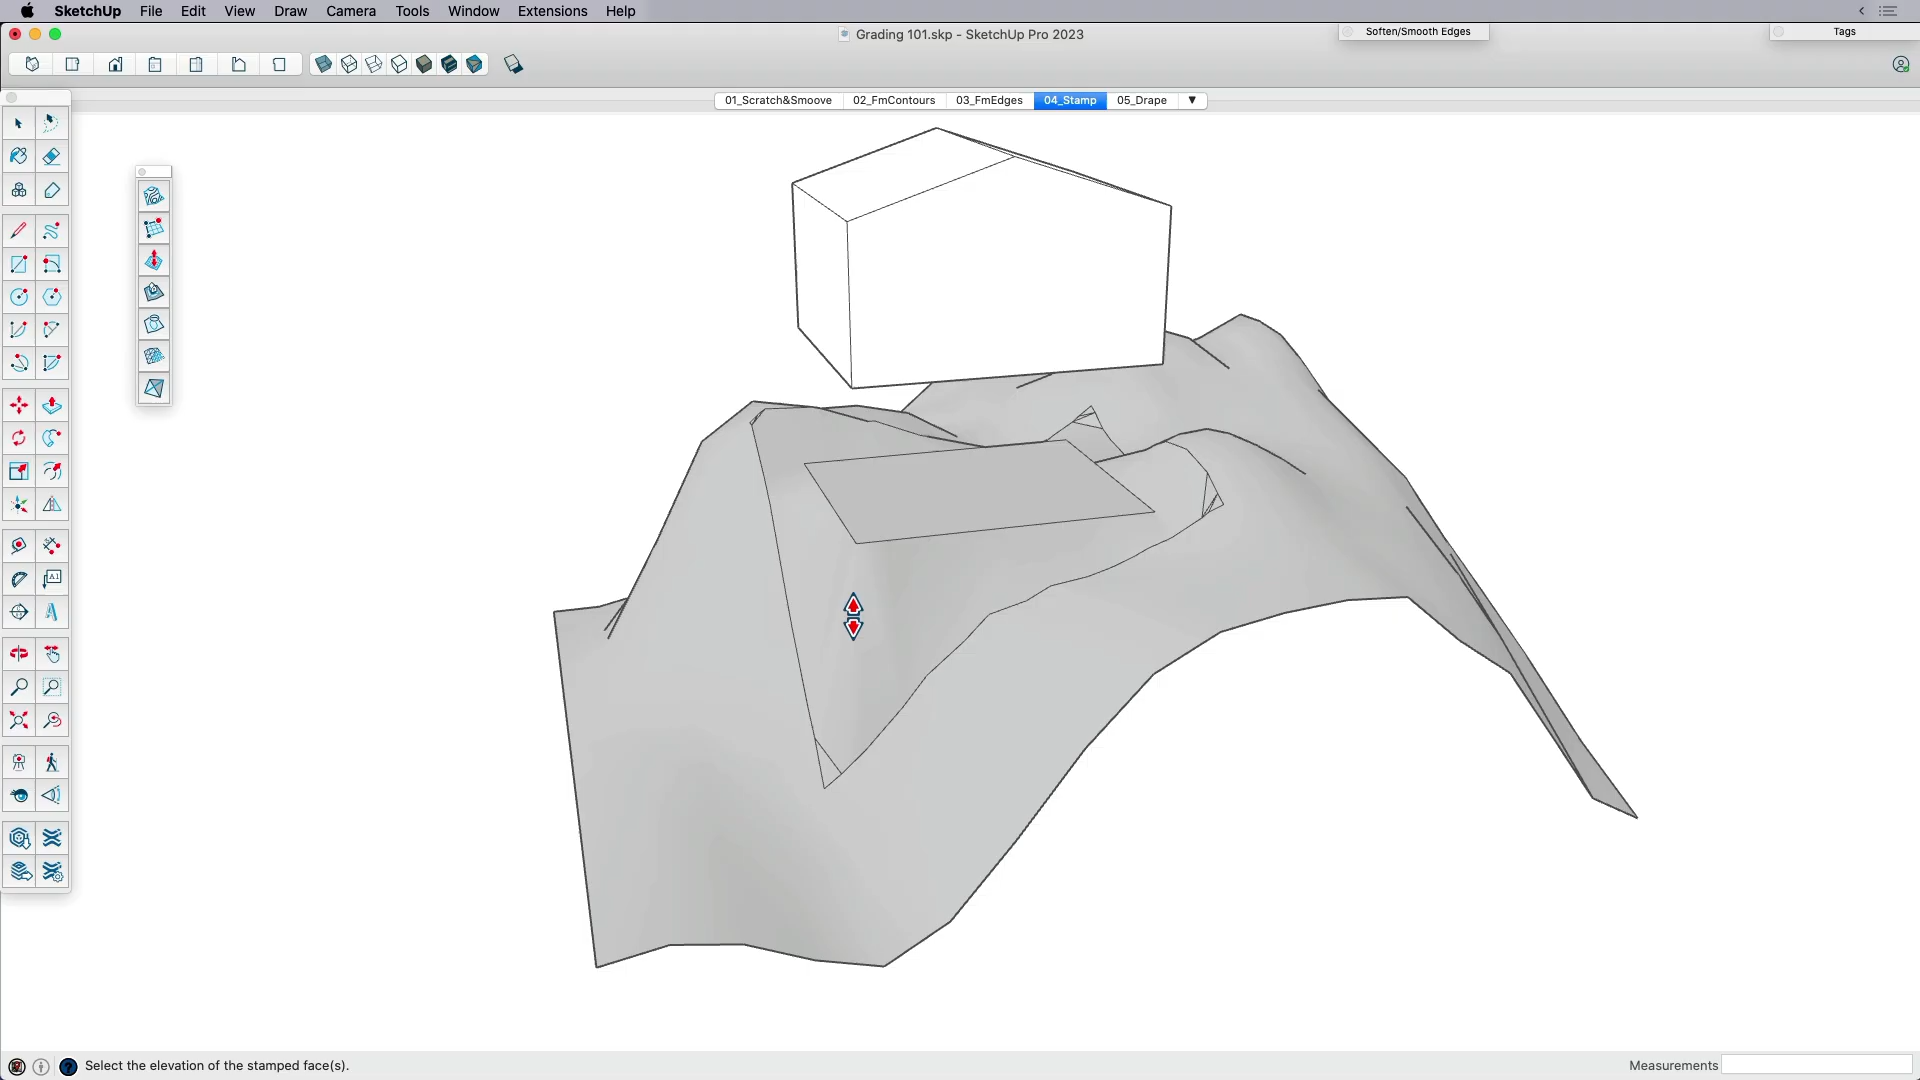 SketchUp File Edit View Draw Camera Tools Window Extensions Help
Grading 101.skp - SketchUp Pro 2023
Soften/Smooth Edges
Tags
01_Scratch&Smoove 02_FmContours 03_FmEdges 04_Stamp 05_Drape
Select the elevation of the stamped face(s).
Measurements